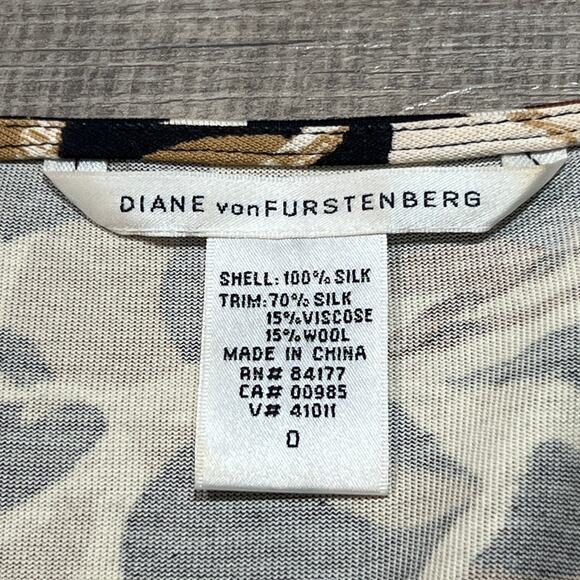 DIANE vonFURSTENBERG
SHELL: 100% SILK
TRIM: 70% SILK
15% VISCOSE
15% WOOL
MADE IN CHINA
RN# 84177
CA# 00985
V# 41011
0